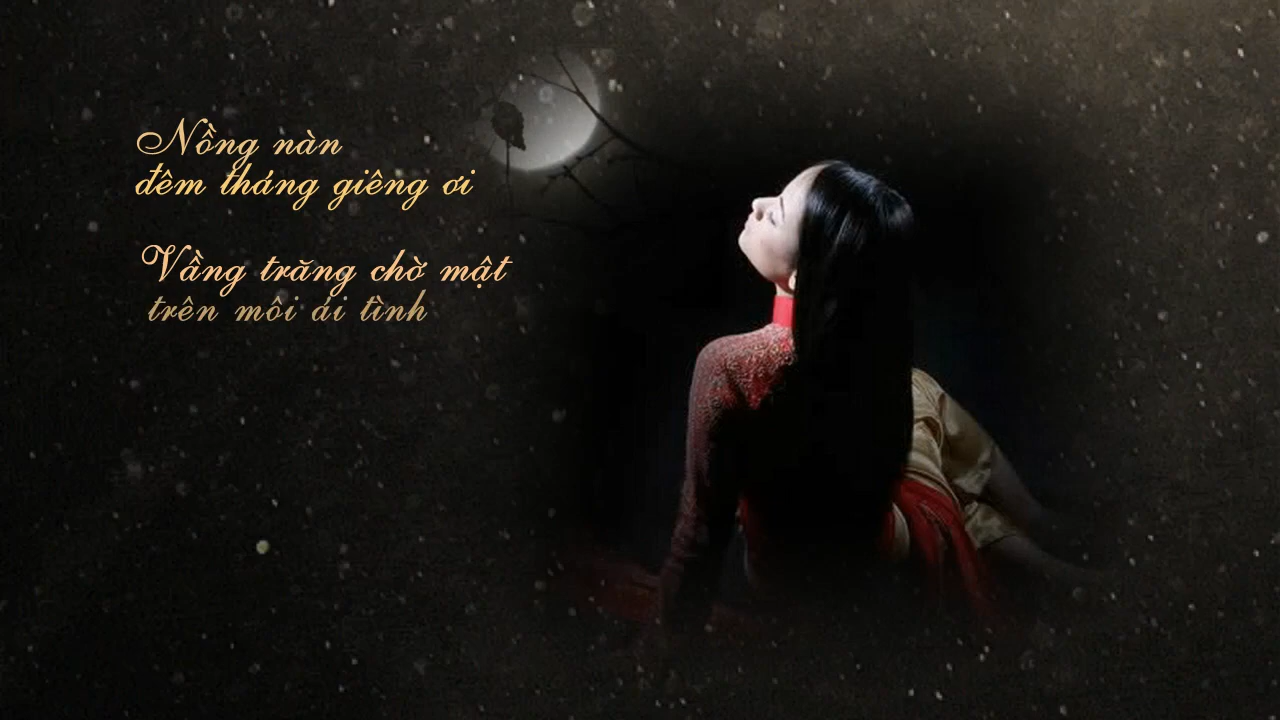 Nồng nàn
đêm tháng giêng ơi
Vầng trăng chờ mật
trên môi ái tình